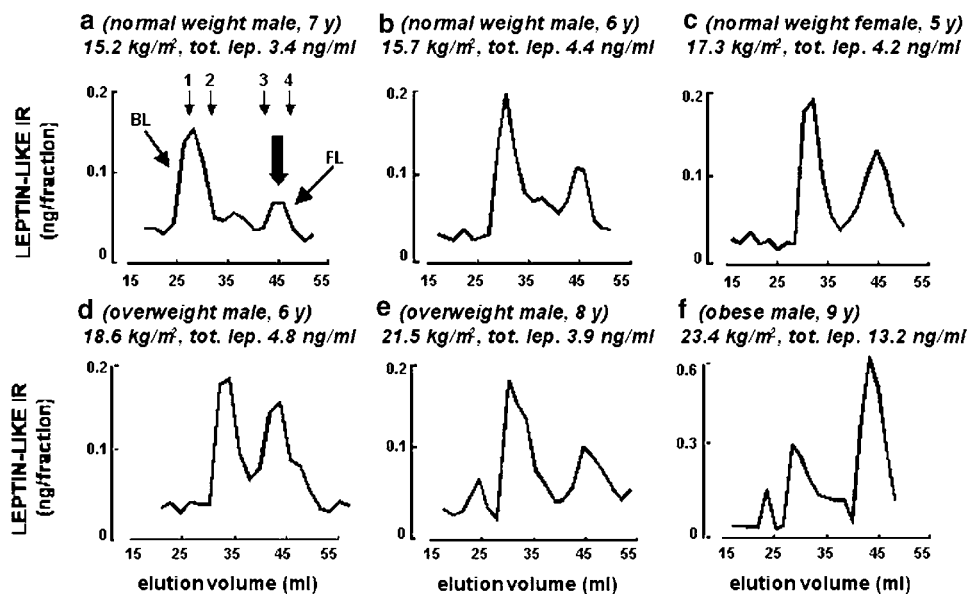 a (normal weight male, 7 y)
15.2 kg/m², tot. lep. 3.4 ng/ml
b (normal weight male, 6 y)
15.7 kg/m², tot. lep. 4.4 ng/ml
c (normal weight female, 5 y)
17.3 kg/m², tot. lep. 4.2 ng/ml
LEPTIN-LIKE IR
(ng/fraction)
0.2
0.1
0
1 2 3 4
BL
FL
15 25 35 45 55
0.2
0.1
0
15 25 35 45 55
0.2
0.1
0
15 25 35 45 55
d (overweight male, 6 y)
18.6 kg/m², tot. lep. 4.8 ng/ml
e (overweight male, 8 y)
21.5 kg/m², tot. lep. 3.9 ng/ml
f (obese male, 9 y)
23.4 kg/m², tot. lep. 13.2 ng/ml
LEPTIN-LIKE IR
(ng/fraction)
0.2
0.1
0
15 25 35 45 55
elution volume (ml)
0.2
0.1
0
15 25 35 45 55
elution volume (ml)
0.6
0.3
0
15 25 35 45 55
elution volume (ml)